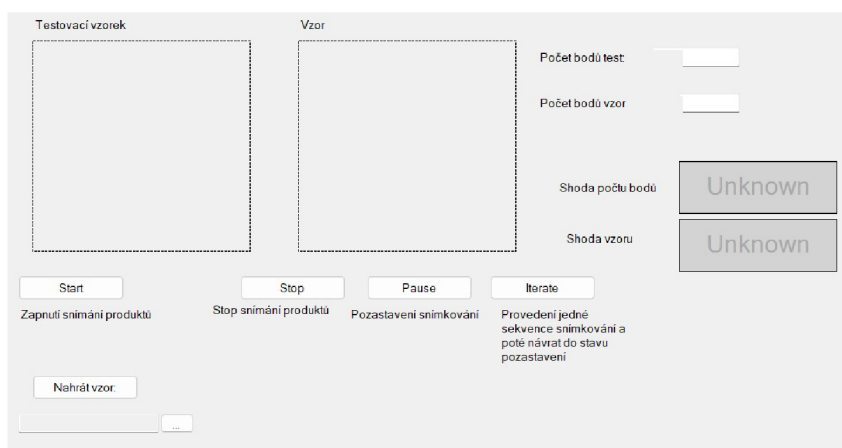 Testovací vzorek
Vzor
Počet bodů test:
Počet bodů vzor
Shoda počtu bodů
Unknown
Shoda vzoru
Unknown
Start
Stop
Pause
Iterate
Zapnutí snímání produktů
Stop snímání produktů
Pozastavení snímkování
Provedení jedné
sekvence snímkování a
poté návrat do stavu
pozastavení
Nahrát vzor:
...